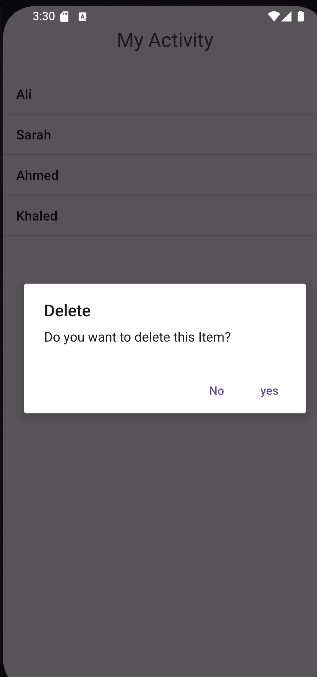 3:30
My Activity
Ali
Sarah
Ahmed
Khaled
Delete
Do you want to delete this Item?
No yes